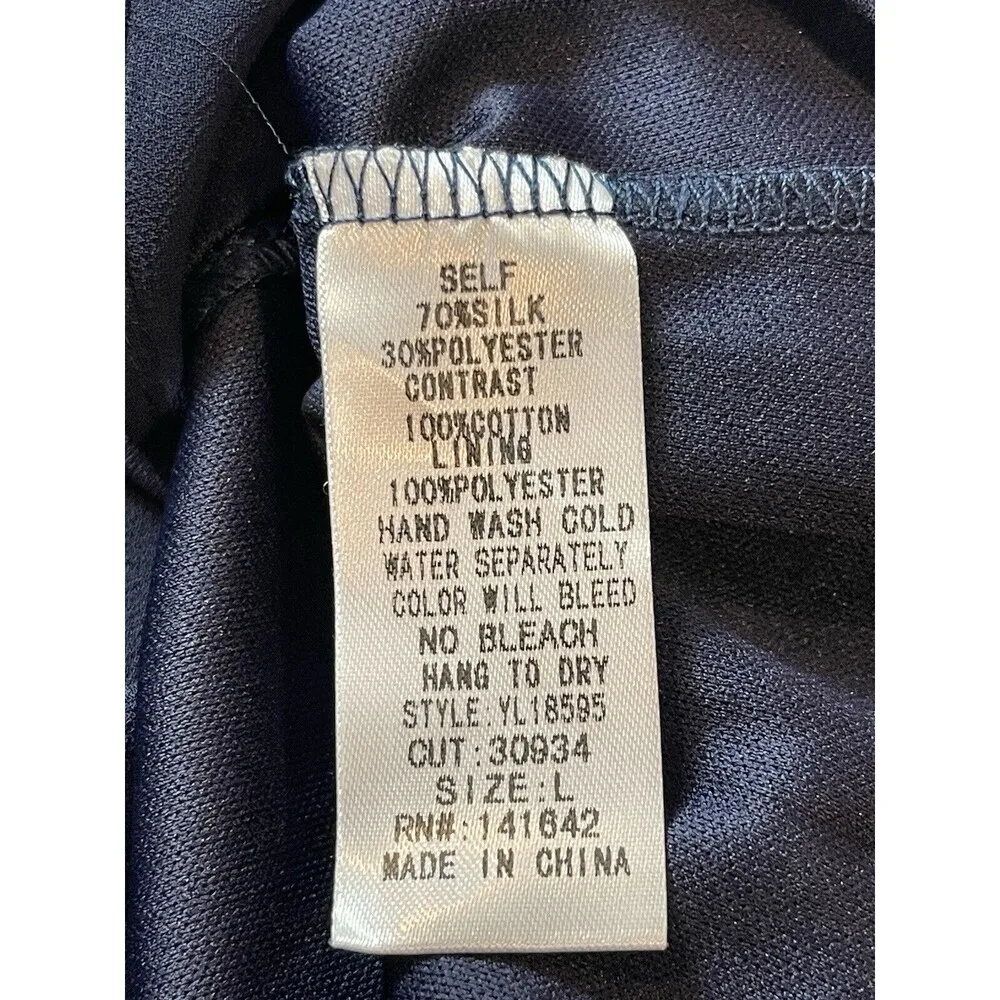 SELF
70%SILK
30%POLYESTER
CONTRAST
100%COTTON
LINING
100%POLYESTER
HAND WASH COLD
WATER SEPARATELY
COLOR WILL BLEED
NO BLEACH
HANG TO DRY
STYLE:YL18595
CUT:30934
SIZE:L
RN#:141642
MADE IN CHINA